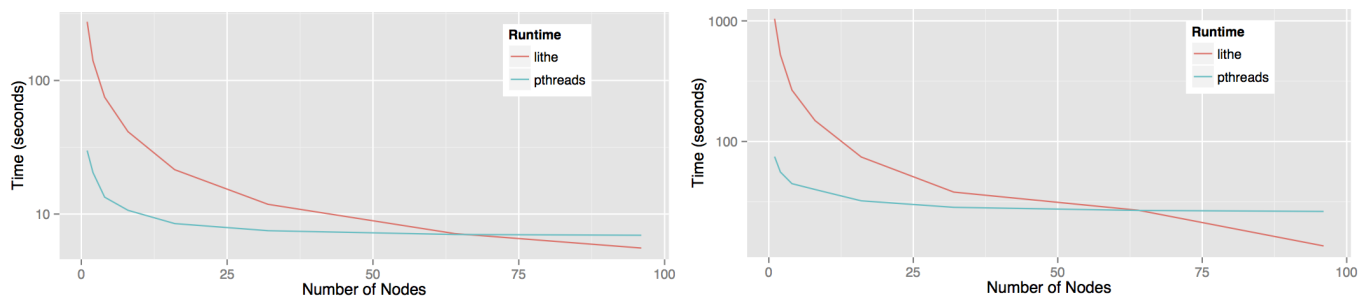 Time (seconds)
100
10
Runtime
lithe
pthreads
0
25
50
75
100
Number of Nodes
Time (seconds)
1000
100
Runtime
lithe
pthreads
0
25
50
75
100
Number of Nodes